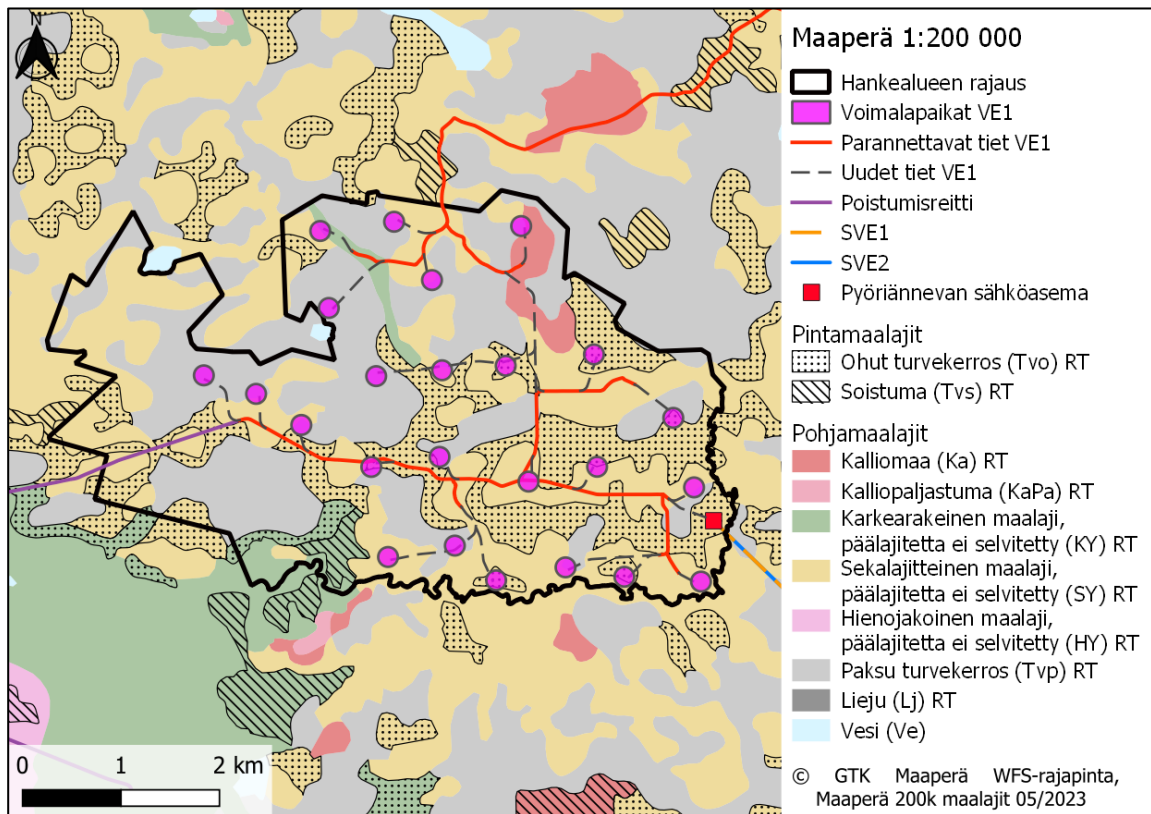 N
Maaperä 1:200 000
Hankealueen rajaus
Voimalapaikat VE1
Parannettavat tiet VE1
Uudet tiet VE1
Poistumisreitti
SVE1
SVE2
Pyöriännevan sähköasema
Pintamaalajit
Ohut turvekerros (Tvo) RT
Soistuma (Tvs) RT
Pohjamaalajit
Kalliomaa (Ka) RT
Kalliopaljastuma (KaPa) RT
Karkearakeinen maalaji,
päälajitetta ei selvitetty (KY) RT
Sekalajitteinen maalaji,
päälajitetta ei selvitetty (SY) RT
Hienojakoinen maalaji,
päälajitetta ei selvitetty (HY) RT
Paksu turvekerros (Tvp) RT
Lieju (Lj) RT
Vesi (Ve)
© GTK Maaperä WFS-rajapinta,
Maaperä 200k maalajit 05/2023
0 1 2 km